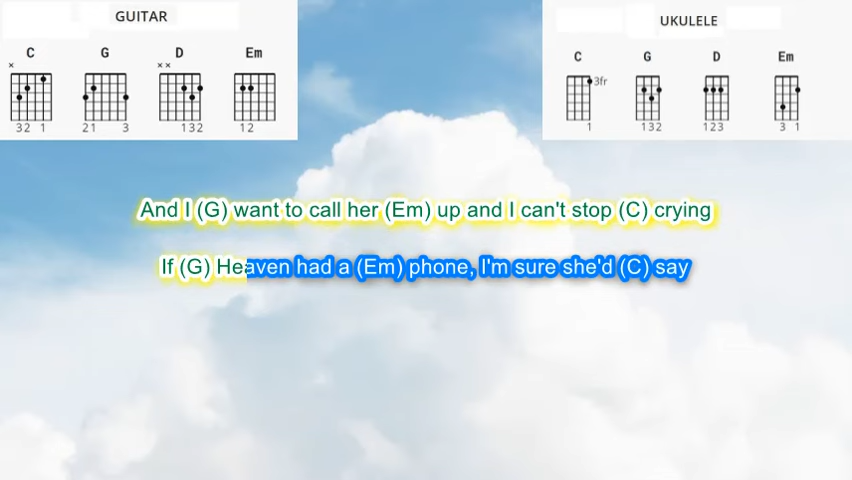 GUITAR
UKULELE
C G D Em
C G D Em
× ××
3fr
32 1 21 3 132 12
1 132 123 3 1
And I (G) want to call her (Em) up and I can't stop (C) crying
If (G) Heaven had a (Em) phone, I'm sure she'd (C) say